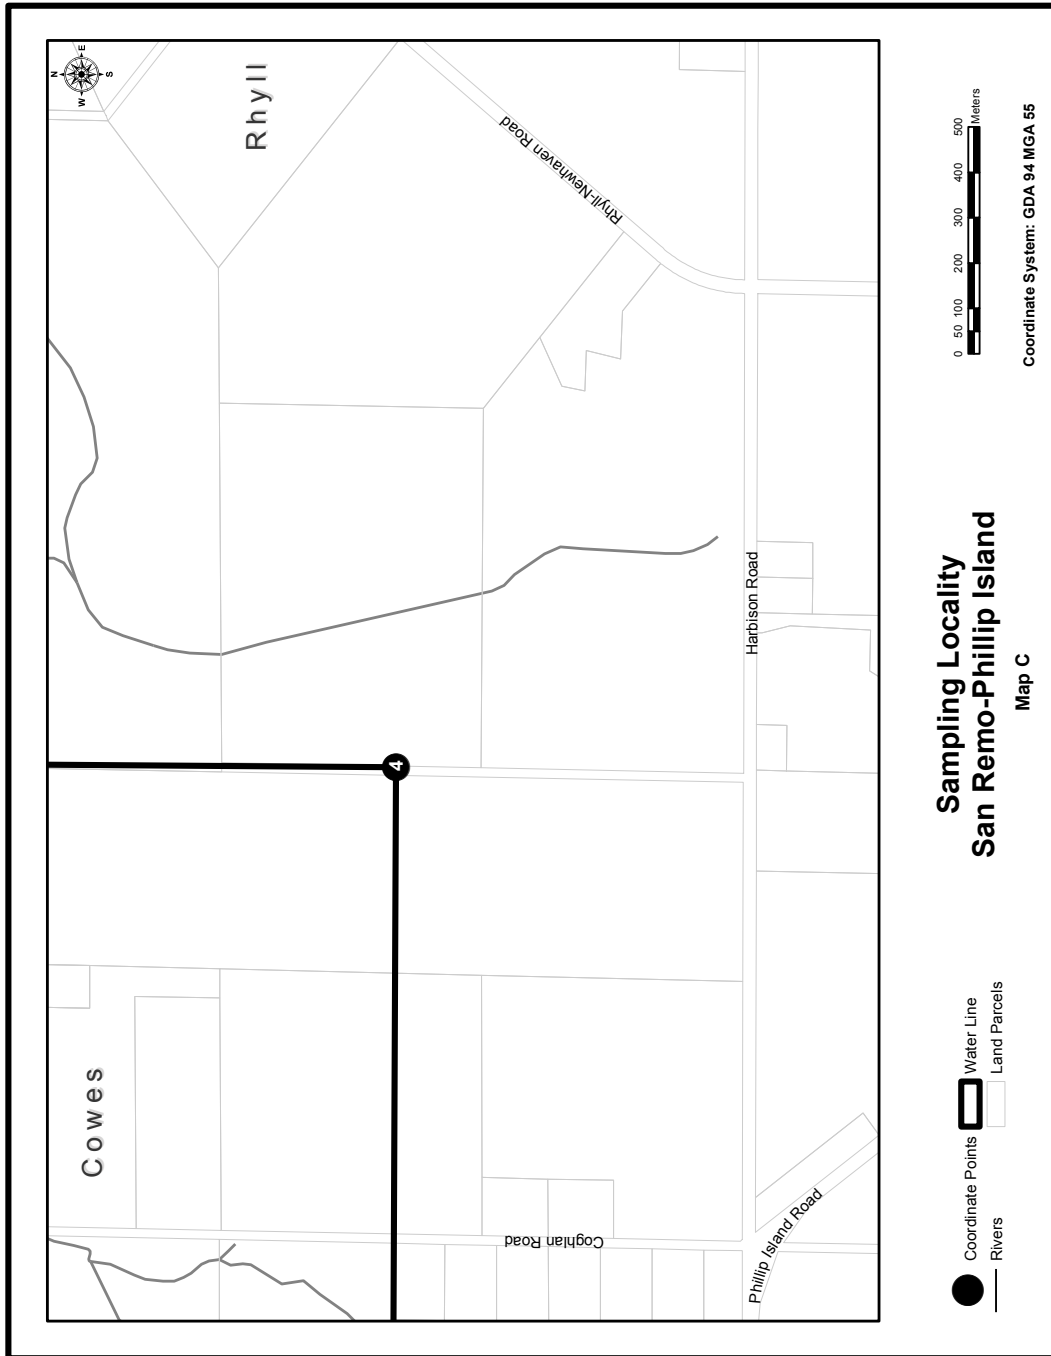 N
E
S
W
Rhyll
Cowes
Rhyll-Newhaven Road
4
Harbison Road
Coghlan Road
Phillip Island Road
Coordinate Points
Water Line
Rivers
Land Parcels
Sampling Locality
San Remo-Phillip Island
Map C
0 50 100 200 300 400 500
Meters
Coordinate System: GDA 94 MGA 55